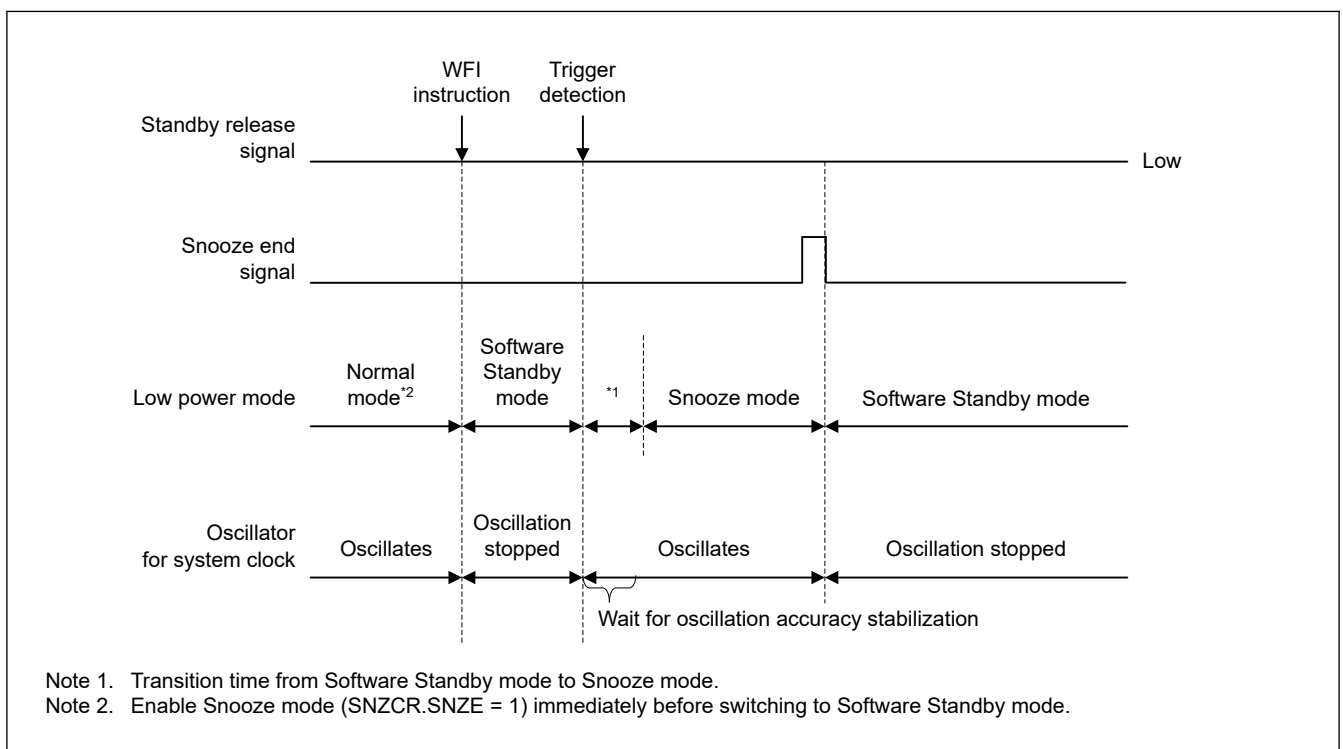 WFI
instruction
Trigger
detection
Standby release
signal
Low
Snooze end
signal
Low power mode
Normal
mode*2
Software
Standby
mode
*1
Snooze mode
Software Standby mode
Oscillator
for system clock
Oscillates
Oscillation
stopped
Oscillates
Oscillation stopped
Wait for oscillation accuracy stabilization
Note 1. Transition time from Software Standby mode to Snooze mode.
Note 2. Enable Snooze mode (SNZCR.SNZE = 1) immediately before switching to Software Standby mode.